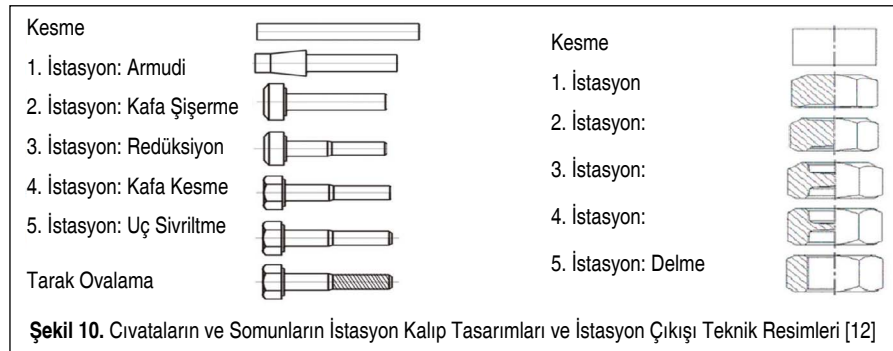 Kesme
1. İstasyon: Armudi
2. İstasyon: Kafa Şişerme
3. İstasyon: Redüksiyon
4. İstasyon: Kafa Kesme
5. İstasyon: Uç Sivriltme
Tarak Ovalama
Kesme
1. İstasyon
2. İstasyon:
3. İstasyon:
4. İstasyon:
5. İstasyon: Delme
Şekil 10. Cıvataların ve Somunların İstasyon Kalıp Tasarımları ve İstasyon Çıkışı Teknik Resimleri [12]